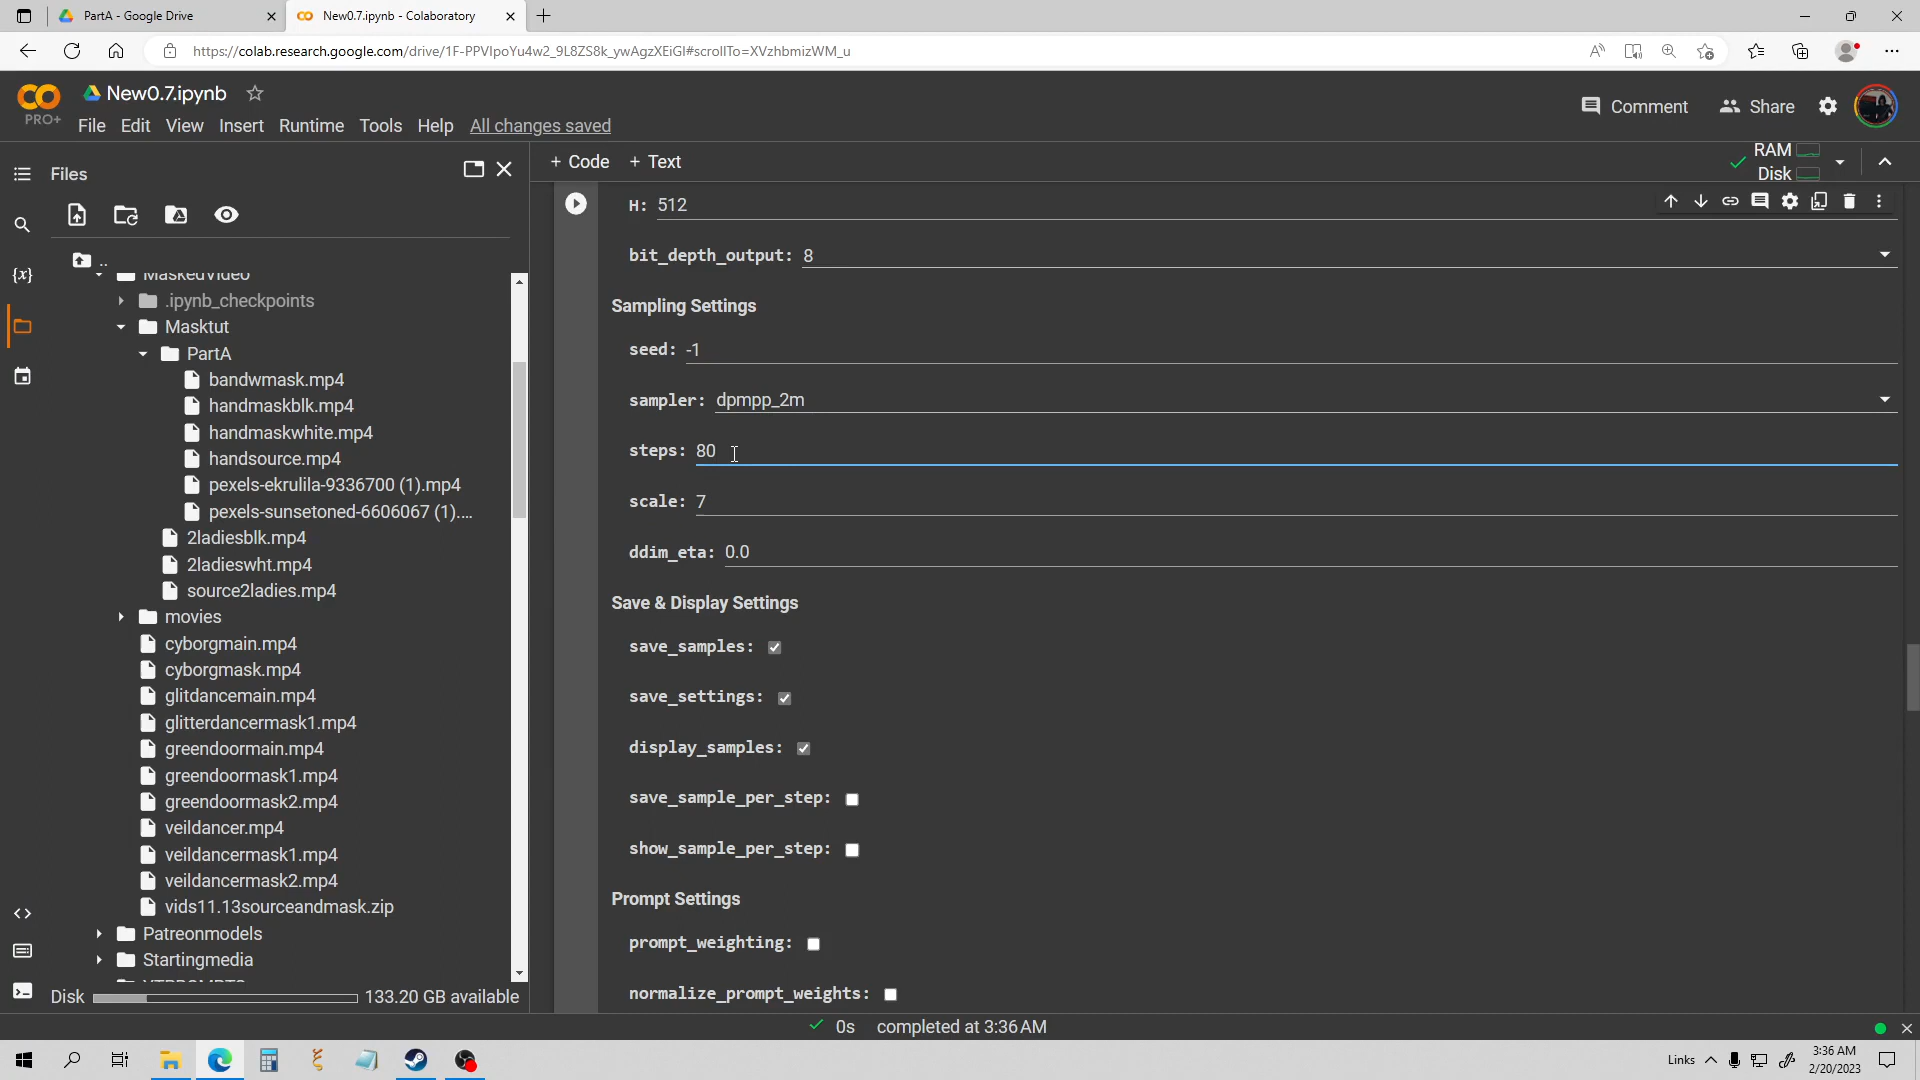 PartA - Google Drive
New0.7.ipynb - Colaboratory
https://colab.research.google.com/drive/1F-PPVIpoYu4w2_9L8ZS8k_ywAgzXEiGI#scrollTo=XVzhbmizWM_u
New0.7.ipynb
PRO+
File Edit View Insert Runtime Tools Help All changes saved
Comment Share
Files
+ Code + Text
RAM
Disk
..
MaskedVideo
.ipynb_checkpoints
Masktut
PartA
bandwmask.mp4
handmaskblk.mp4
handmaskwhite.mp4
handsource.mp4
pexels-ekrulila-9336700 (1).mp4
pexels-sunsetoned-6606067 (1)....
2ladiesblk.mp4
2ladieswht.mp4
source2ladies.mp4
movies
cyborgmain.mp4
cyborgmask.mp4
glitdancemain.mp4
glitterdancermask1.mp4
greendoormain.mp4
greendoormask1.mp4
greendoormask2.mp4
veildancer.mp4
veildancermask1.mp4
veildancermask2.mp4
vids11.13sourceandmask.zip
Patreonmodels
Startingmedia
Disk 133.20 GB available
H: 512
bit_depth_output: 8
Sampling Settings
seed: -1
sampler: dpmpp_2m
steps: 80
scale: 7
ddim_eta: 0.0
Save & Display Settings
save_samples:
save_settings:
display_samples:
save_sample_per_step:
show_sample_per_step:
Prompt Settings
prompt_weighting:
normalize_prompt_weights:
0s completed at 3:36 AM
Links
3:36 AM
2/20/2023